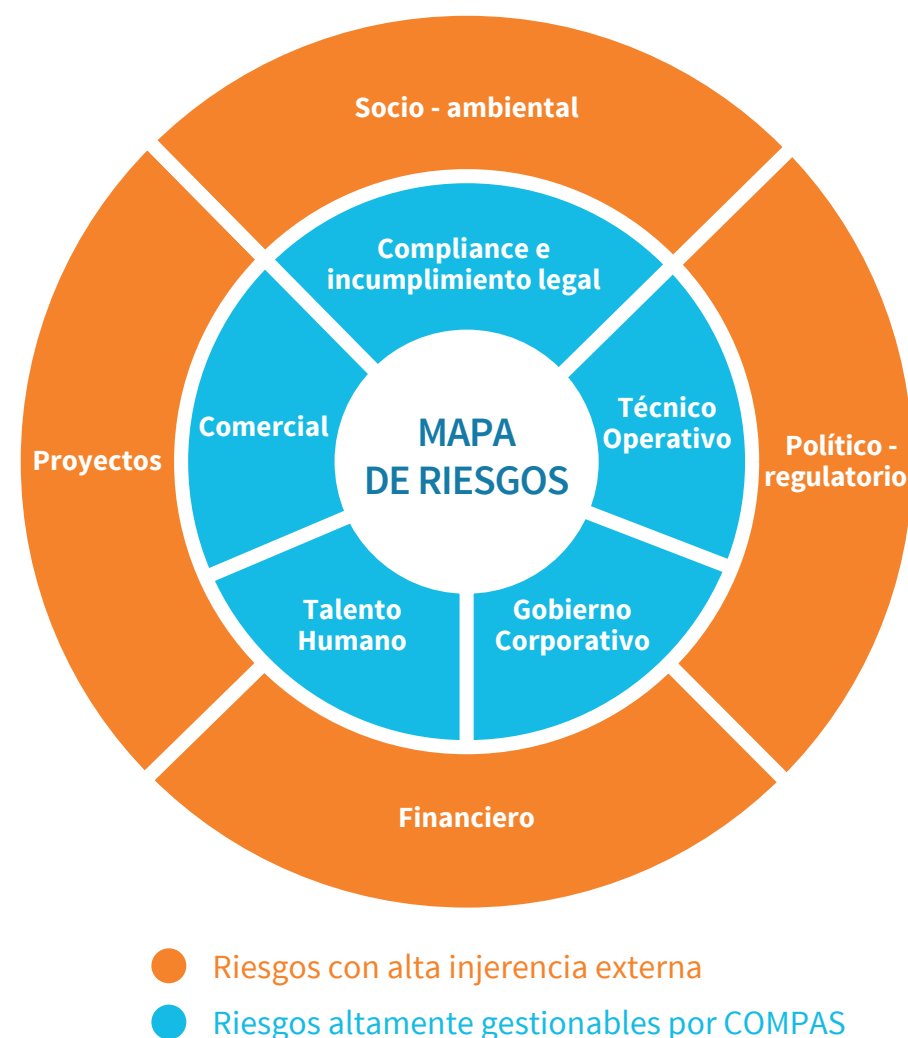 Socio - ambiental
Compliance e
incumplimiento legal
Comercial
Técnico
Operativo
MAPA
DE RIESGOS
Proyectos
Político -
regulatorio
Talento
Humano
Gobierno
Corporativo
Financiero
Riesgos con alta injerencia externa
Riesgos altamente gestionables por COMPAS